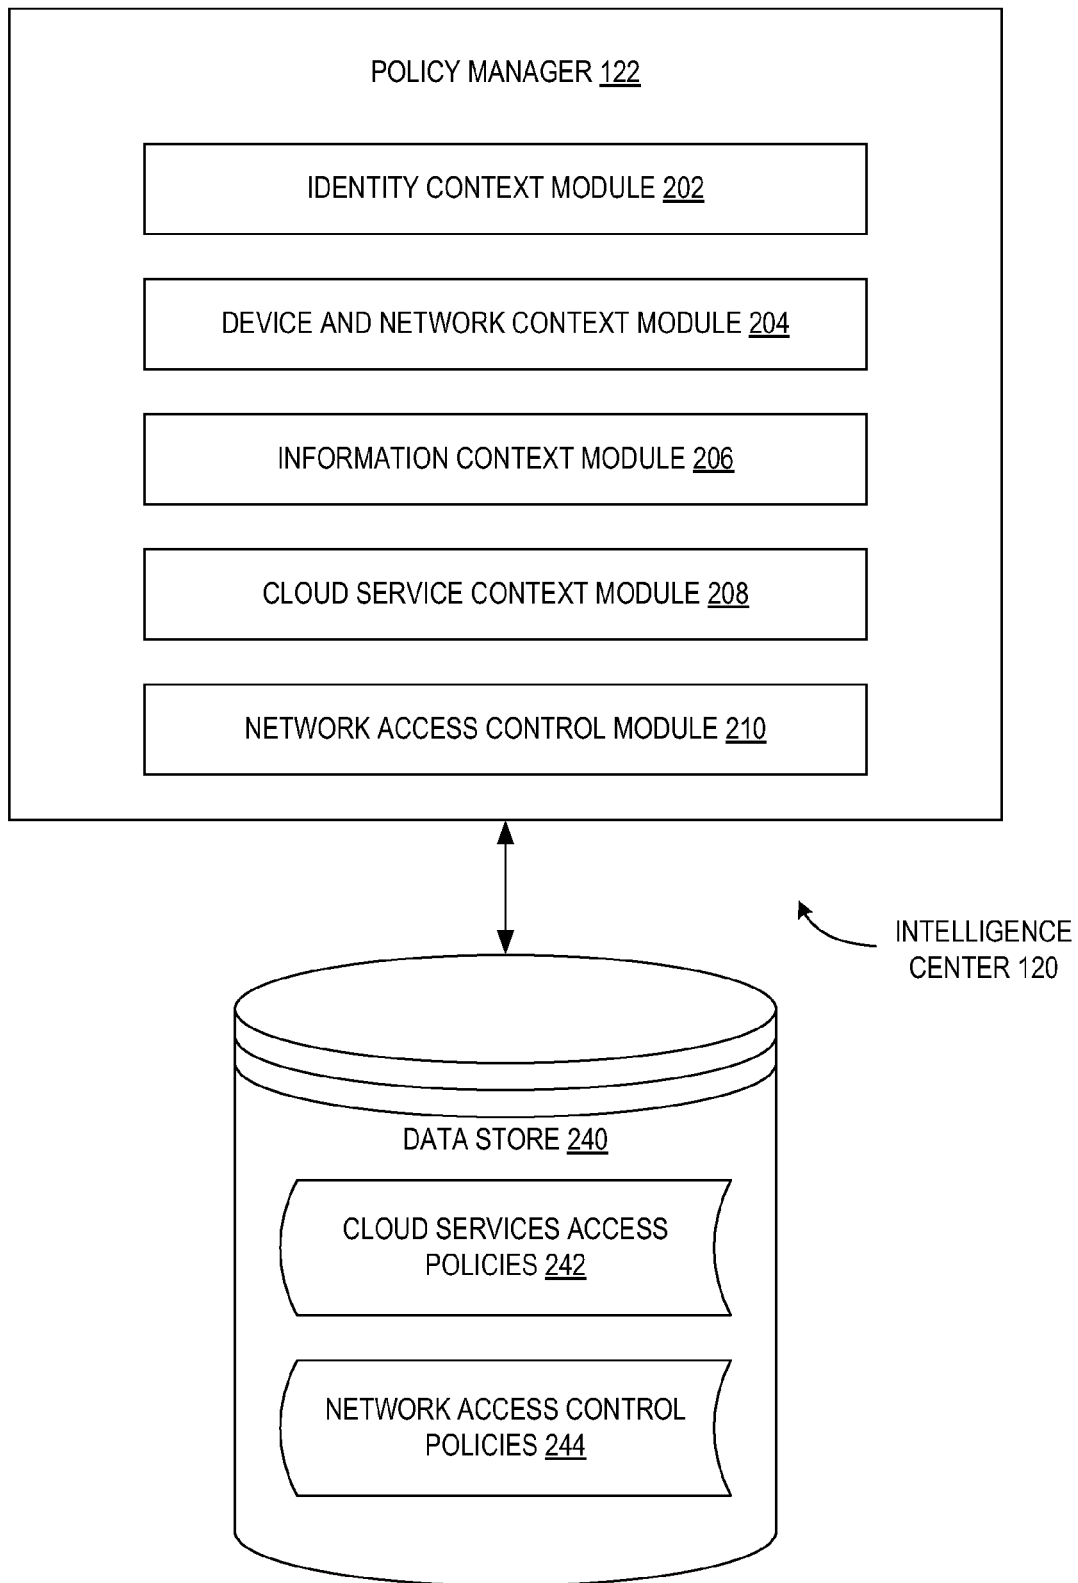 POLICY MANAGER 122
IDENTITY CONTEXT MODULE 202
DEVICE AND NETWORK CONTEXT MODULE 204
INFORMATION CONTEXT MODULE 206
CLOUD SERVICE CONTEXT MODULE 208
NETWORK ACCESS CONTROL MODULE 210
INTELLIGENCE
CENTER 120
DATA STORE 240
CLOUD SERVICES ACCESS
POLICIES 242
NETWORK ACCESS CONTROL
POLICIES 244